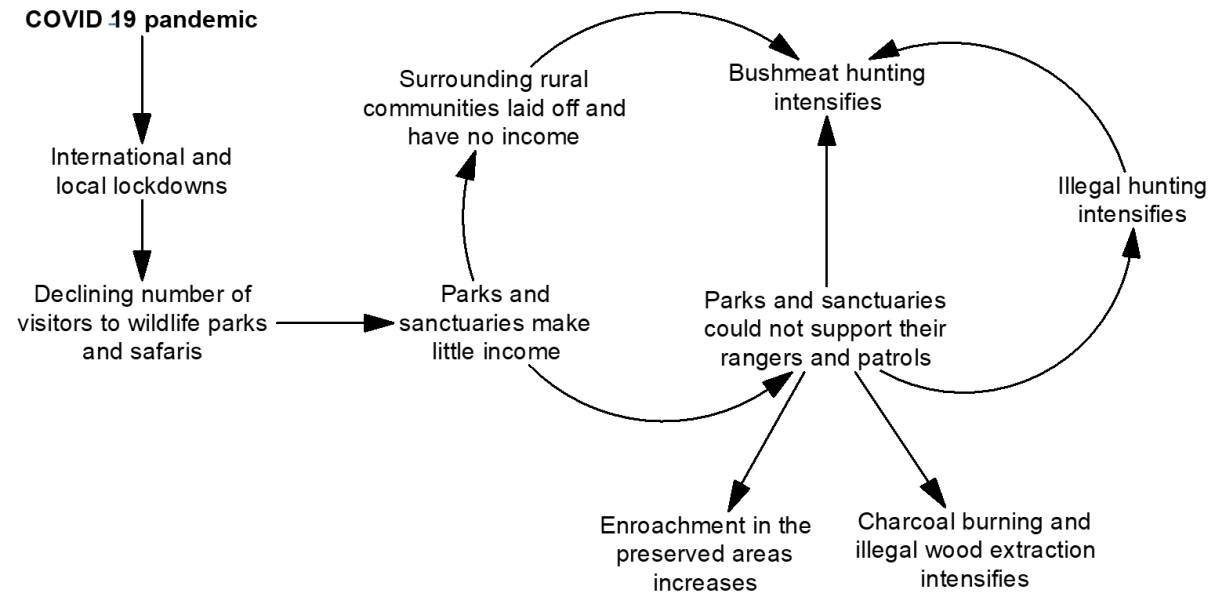 COVID 19 pandemic
International and
local lockdowns
Declining number of
visitors to wildlife parks
and safaris
Surrounding rural
communities laid off and
have no income
Parks and
sanctuaries make
little income
Bushmeat hunting
intensifies
Parks and sanctuaries
could not support their
rangers and patrols
Illegal hunting
intensifies
Enroachment in the
preserved areas
increases
Charcoal burning and
illegal wood extraction
intensifies